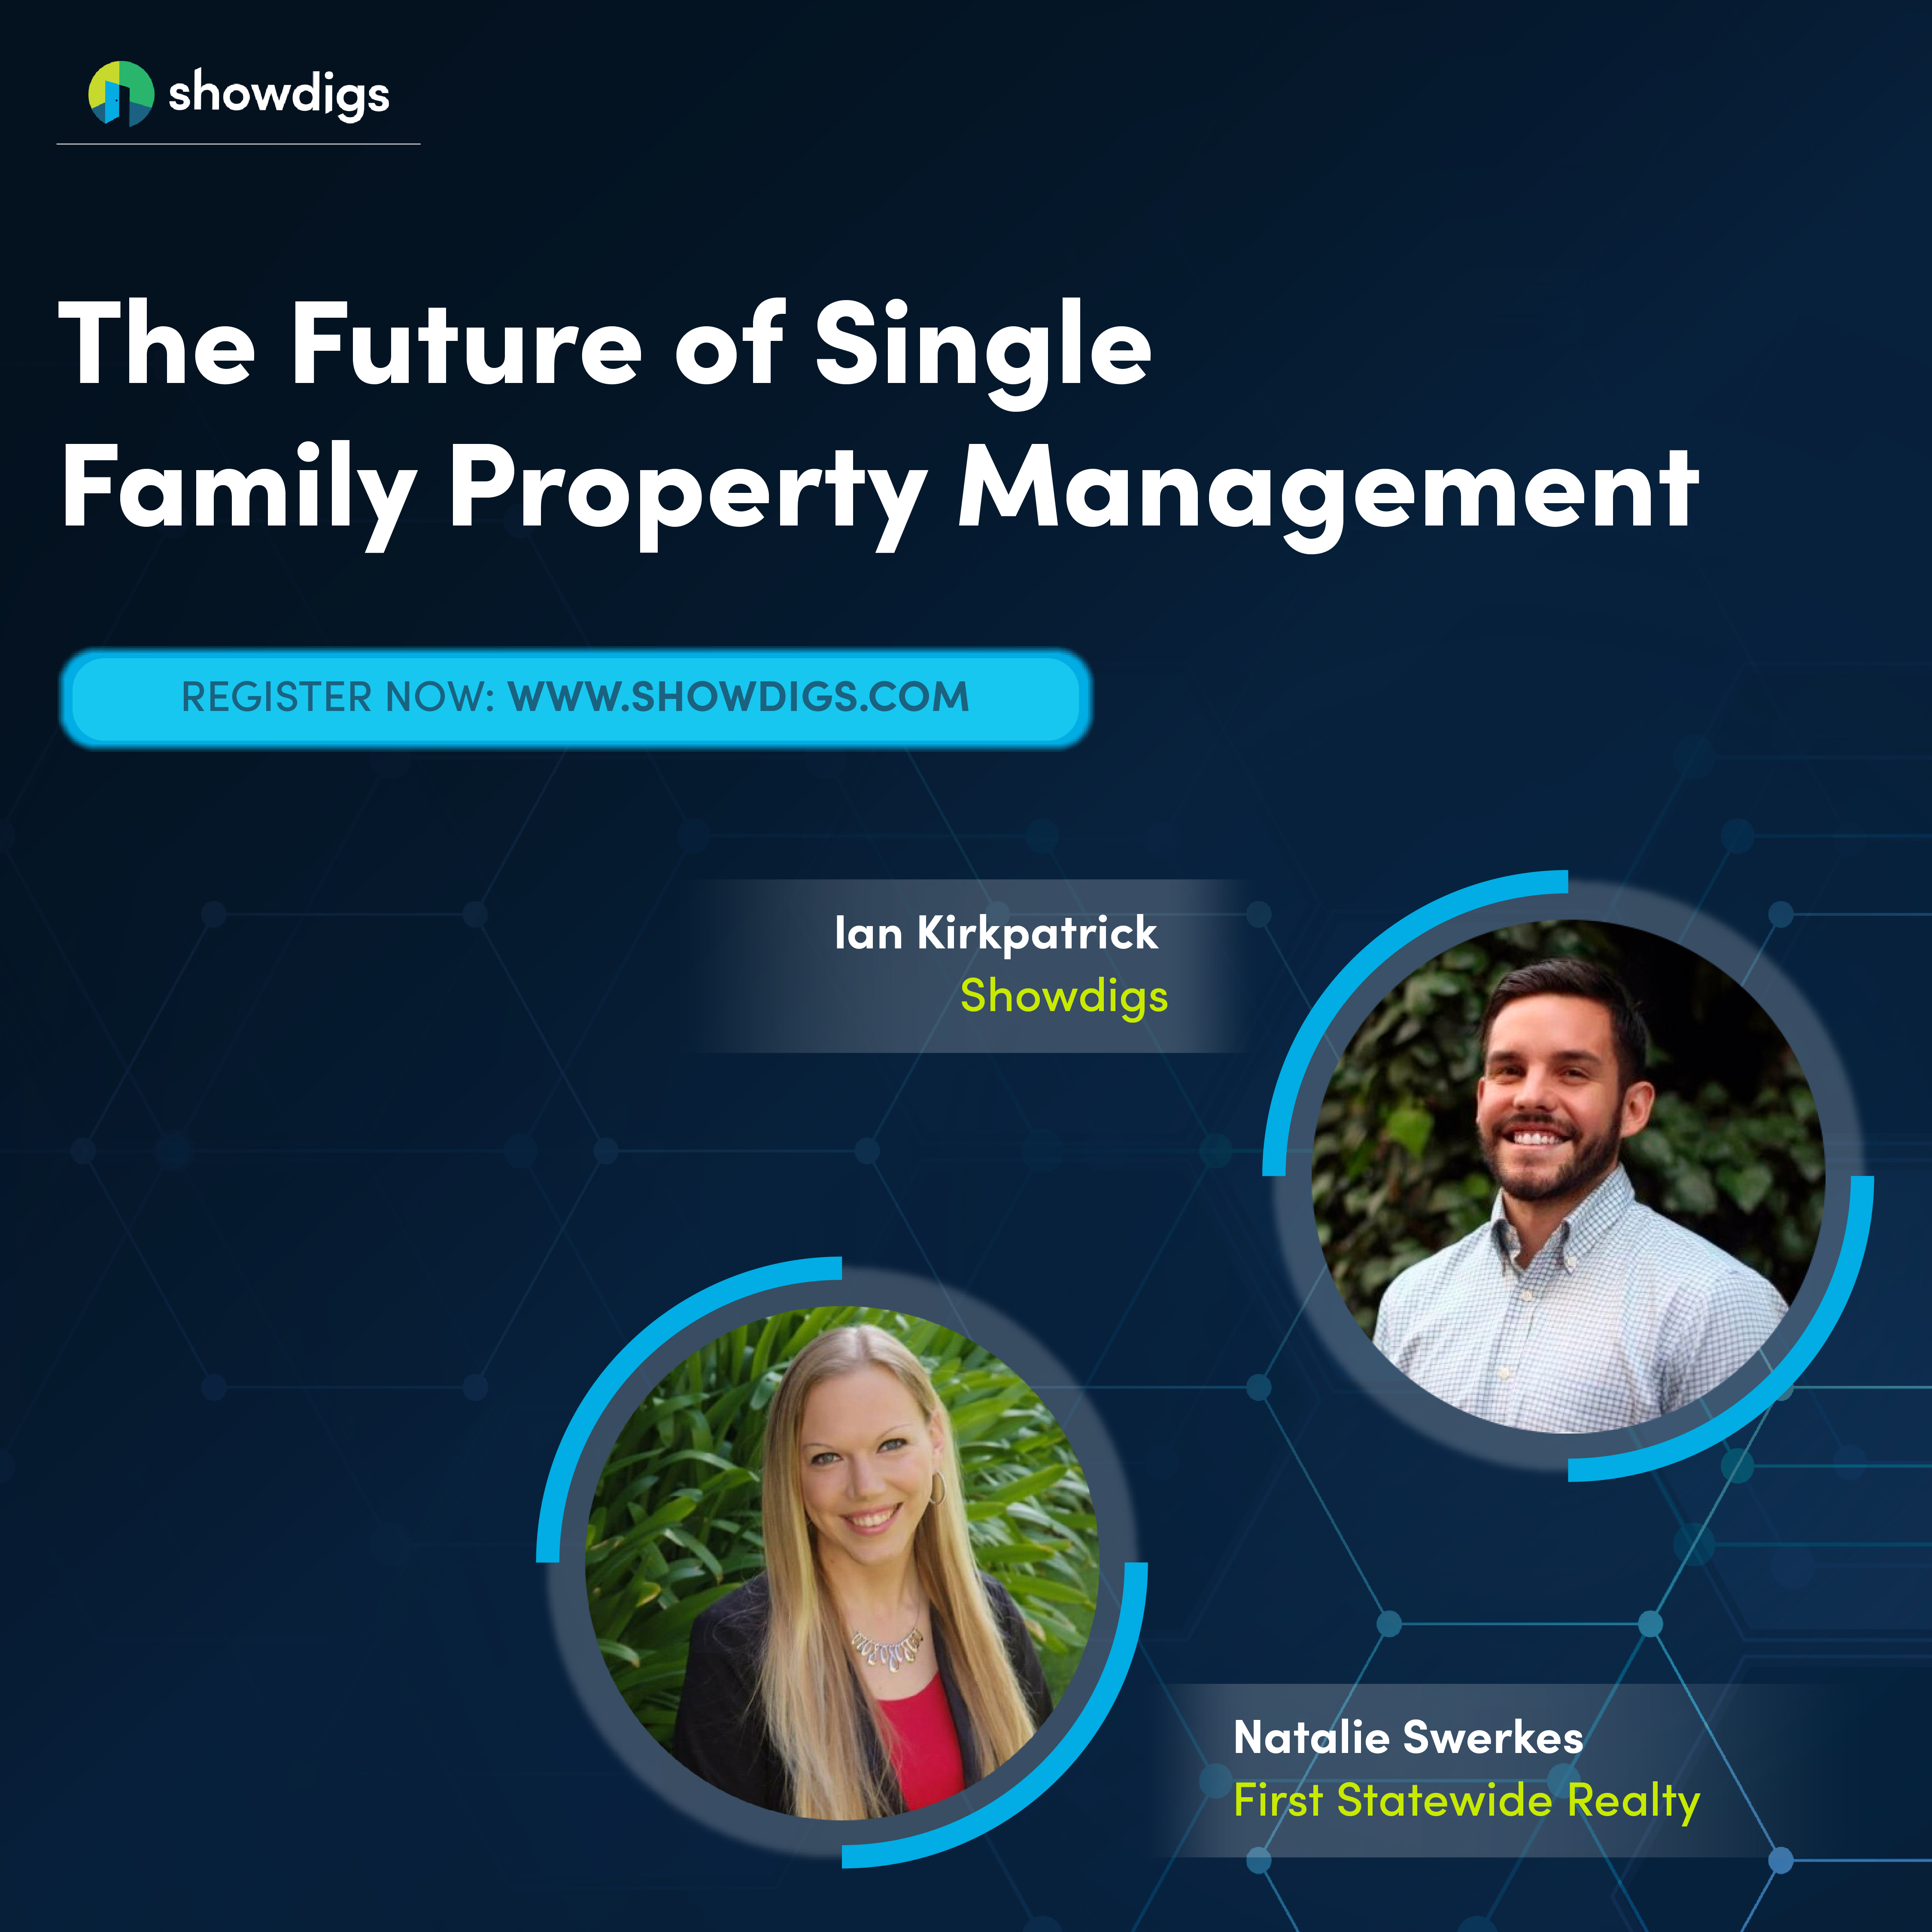 showdigs
The Future of Single
Family Property Management
REGISTER NOW: WWW.SHOWDIGS.COM
Ian Kirkpatrick
Showdigs
Natalie Swerkes
First Statewide Realty